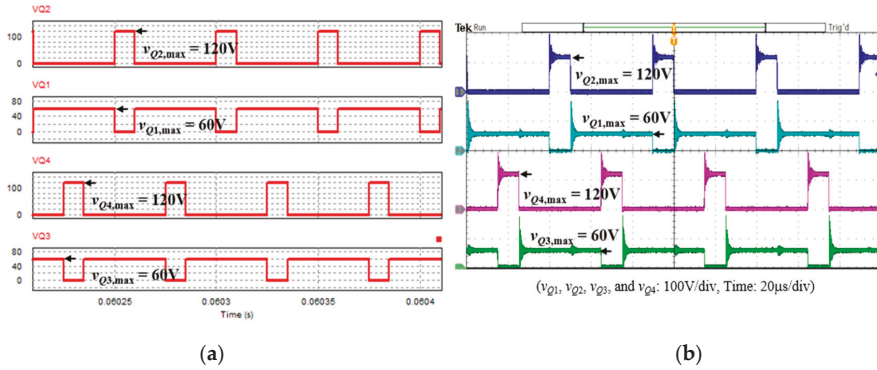 VQ2
100
0
vQ2,max = 120V
VQ1
80
40
0
vQ1,max = 60V
VQ4
100
0
vQ4,max = 120V
VQ3
80
40
0
vQ3,max = 60V
0.06025 0.0603 0.06035 0.0604
Time (s)
(a)
Tek Run Trig'd
vQ2,max = 120V
vQ1,max = 60V
vQ4,max = 120V
vQ3,max = 60V
(vQ1, vQ2, vQ3, and vQ4: 100V/div, Time: 20μs/div)
(b)